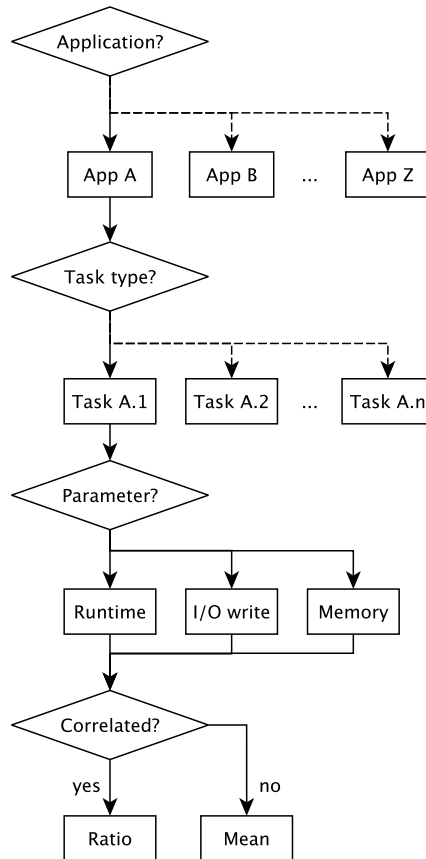 Application?
App A
App B
...
App Z
Task type?
Task A.1
Task A.2
...
Task A.n
Parameter?
Runtime
I/O write
Memory
Correlated?
yes
no
Ratio
Mean